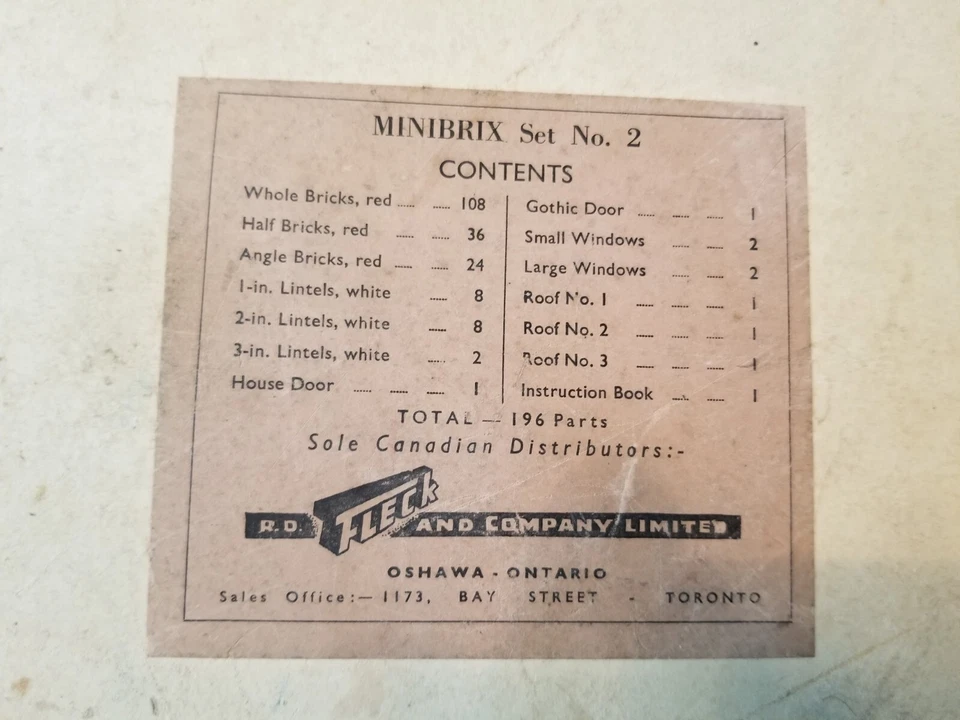 MINIBRIX Set No. 2
CONTENTS
Whole Bricks, red ...... ...... 108
Half Bricks, red ...... ...... 36
Angle Bricks, red ...... ...... 24
1-in. Lintels, white ...... 8
2-in. Lintels, white ...... 8
3-in. Lintels, white ...... 2
House Door ...... ...... ...... 1
Gothic Door ...... ...... ...... 1
Small Windows ...... ...... 2
Large Windows ...... ...... 2
Roof No. 1 ...... ...... ...... 1
Roof No. 2 ...... ...... ...... 1
Roof No. 3 ...... ...... ...... 1
Instruction Book ...... ...... 1
TOTAL — 196 Parts
Sole Canadian Distributors:-
R.D. FLECK AND COMPANY LIMITED
OSHAWA - ONTARIO
Sales Office:— 1173, BAY STREET - TORONTO